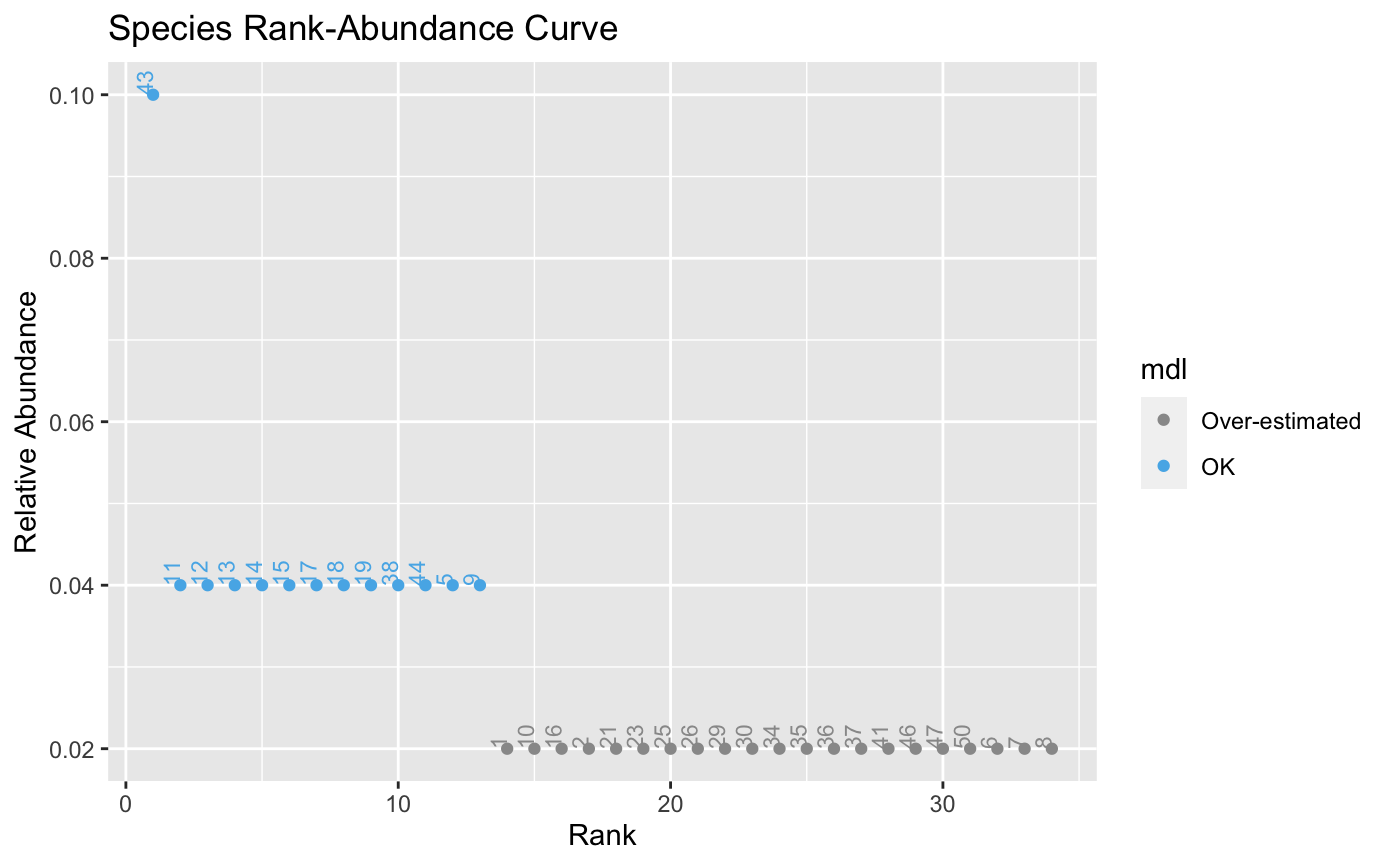 Species Rank-Abundance Curve
43
0.10
0.08
0.06
0.04
0.02
Relative Abundance
11 12 13 14 15 17 18 19 38 44 5 9
1 10 16 2 21 23 25 26 29 30 34 35 36 37 41 46 47 50 6 7 8
0 10 20 30
Rank
mdl
Over-estimated
OK